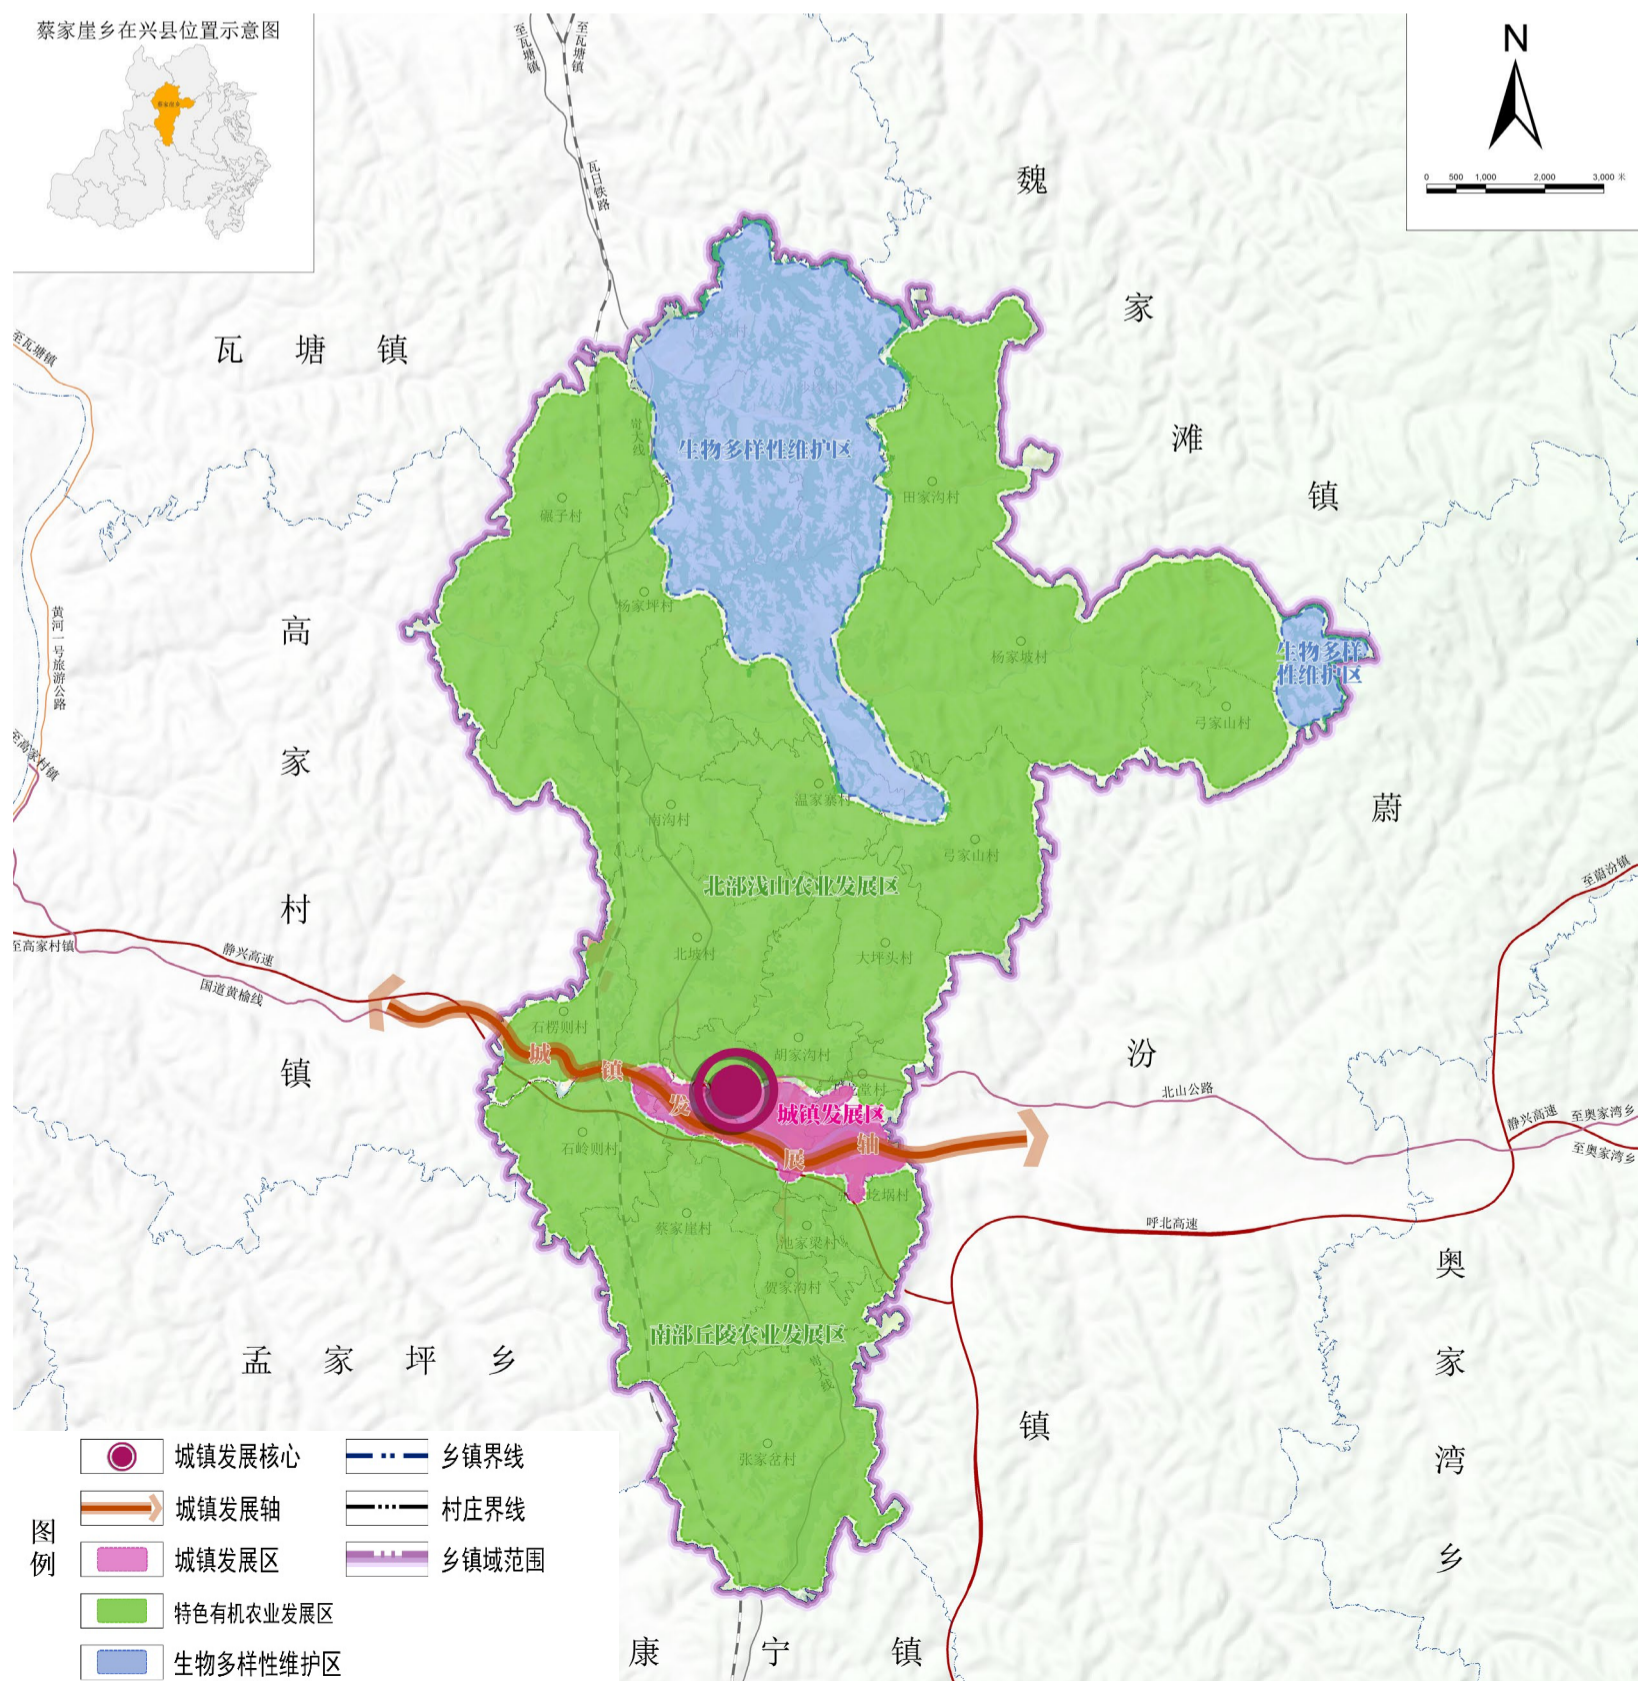 蔡家崖乡在兴县位置示意图
蔡家崖乡
N
0 500 1,000 2,000 3,000 米
至瓦塘镇
至瓦塘镇
瓦日铁路
魏家滩镇
瓦塘镇
至瓦塘镇
生物多样性维护区
田家沟村
碾子村
杨家坪村
杨家坡村
生物多样
性维护区
弓家山村
高家村镇
黄河一号旅游公路
至高家村镇
温家寨村
南沟村
弓家山村
蔚汾镇
至蔚汾镇
北部浅山农业发展区
北坡村
大坪头村
至高家村镇
静兴高速
国道黄榆线
石楞则村
胡家沟村
堂村
城镇发展轴
城镇发展区
北山公路
静兴高速
至奥家湾乡
至奥家湾乡
石岭则村
圪埚村
蔡家崖村
池家梁村
呼北高速
贺家沟村
奥家湾乡
南部丘陵农业发展区
孟家坪乡
张家岔村
康宁镇
图例
城镇发展核心
乡镇界线
城镇发展轴
村庄界线
城镇发展区
乡镇域范围
特色有机农业发展区
生物多样性维护区